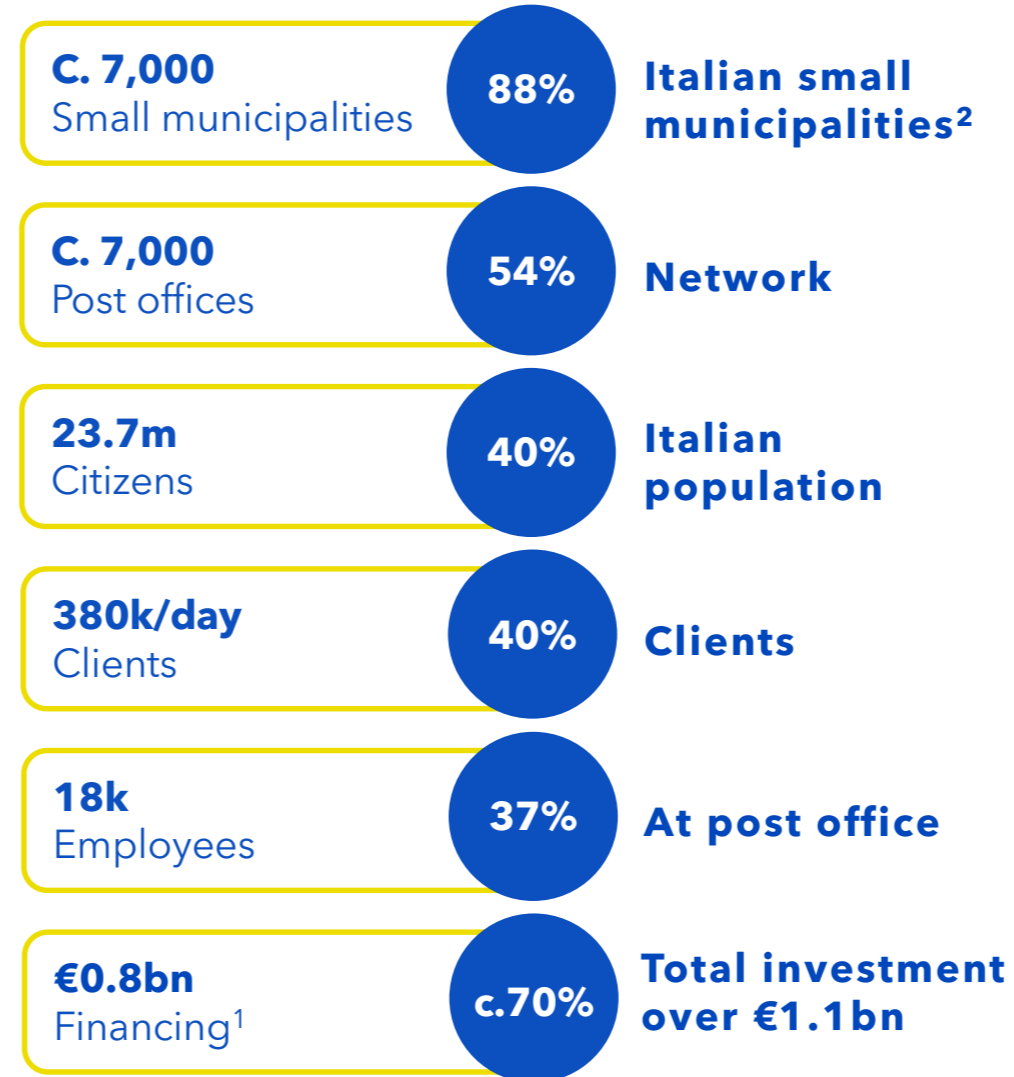 C. 7,000
Small municipalities
88%
Italian small
municipalities²
C. 7,000
Post offices
54%
Network
23.7m
Citizens
40%
Italian
population
380k/day
Clients
40%
Clients
18k
Employees
37%
At post office
€0.8bn
Financing¹
c.70%
Total investment
over €1.1bn